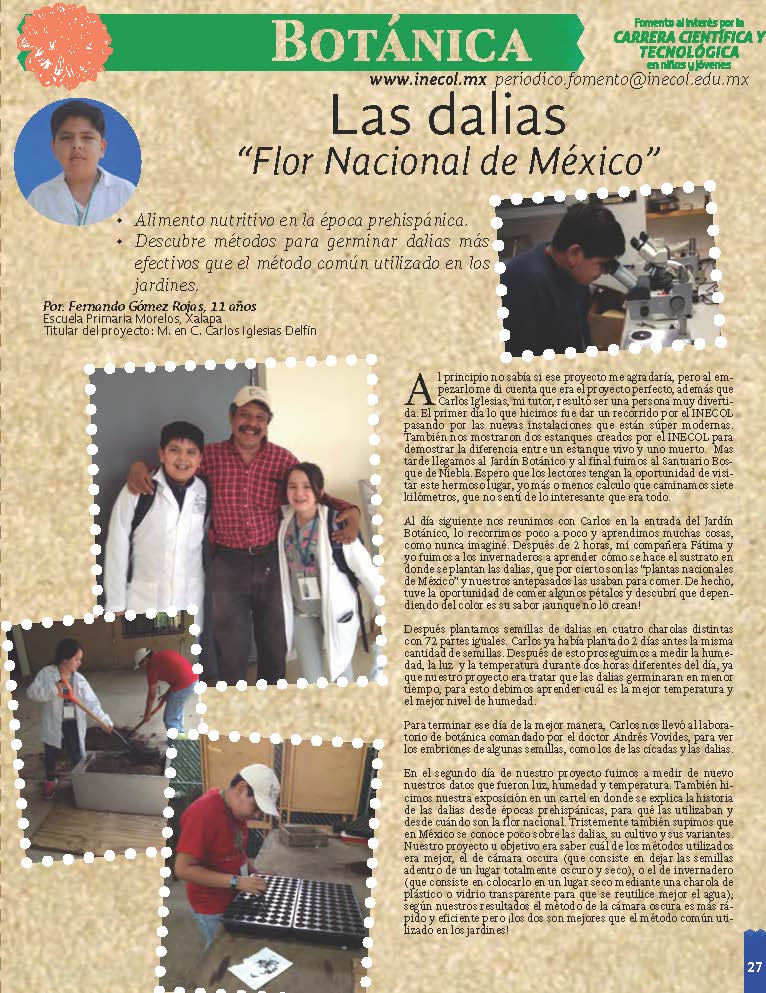 BOTÁNICA
Fomento al interés por la
CARRERA CIENTÍFICA Y
TECNOLÓGICA
en niñas y jóvenes
www.inecol.mx periodico.fomento@inecol.edu.mx
Las dalias
“Flor Nacional de México”
• Alimento nutritivo en la época prehispánica.
• Descubre métodos para germinar dalias más
efectivos que el método común utilizado en los
jardines.
Por: Fernando Gómez Rojas, 11 años
Escuela Primaria Morelos, Xalapa
Titular del proyecto: M. en C. Carlos Iglesias Delfín
Al principio no sabía si ese proyecto me agradaría, pero al em-
pezarlo me di cuenta que era el proyecto perfecto, además que
Carlos Iglesias, mi tutor, resultó ser una persona muy diverti-
da. El primer día lo que hicimos fue dar un recorrido por el INECOL
pasando por las nuevas instalaciones que están súper modernas.
También nos mostraron dos estanques creados por el INECOL para
demostrar la diferencia entre un estanque vivo y uno muerto. Mas
tarde llegamos al Jardín Botánico y al final fuimos al Santuario Bos-
que de Niebla. Espero que los lectores tengan la oportunidad de visi-
tar este hermoso lugar, yo más o menos calculo que caminamos siete
kilómetros, que no sentí de lo interesante que era todo.
Al día siguiente nos reunimos con Carlos en la entrada del Jardín
Botánico, lo recorrimos poco a poco y aprendimos muchas cosas,
como nunca imaginé. Después de 2 horas, mi compañera Fátima y
yo fuimos a los invernaderos a aprender cómo se hace el sustrato en
donde se plantan las dalias, que por cierto son las “plantas nacionales
de México” y nuestros antepasados las usaban para comer. De hecho,
tuve la oportunidad de comer algunos pétalos y descubrí que depen-
diendo del color es su sabor ¡aunque no lo crean!
Después plantamos semillas de dalias en cuatro charolas distintas
con 72 partes iguales. Carlos ya había plantado 2 días antes la misma
cantidad de semillas. Después de esto proseguimos a medir la hume-
dad, la luz y la temperatura durante dos horas diferentes del día, ya
que nuestro proyecto era tratar que las dalias germinaran en menor
tiempo, para esto debimos aprender cuál es la mejor temperatura y
el mejor nivel de humedad.
Para terminar ese día de la mejor manera, Carlos nos llevó al labora-
torio de botánica comandado por el doctor Andrés Vovides, para ver
los embriones de algunas semillas, como los de las cícadas y las dalias.
En el segundo día de nuestro proyecto fuimos a medir de nuevo
nuestros datos que fueron luz, humedad y temperatura. También hi-
cimos nuestra exposición en un cartel en donde se explica la historia
de las dalias desde épocas prehispánicas, para qué las utilizaban y
desde cuándo son la flor nacional. Tristemente también supimos que
en México se conoce poco sobre las dalias, su cultivo y sus variantes.
Nuestro proyecto u objetivo era saber cuál de los métodos utilizados
era mejor, el de cámara oscura (que consiste en dejar las semillas
adentro de un lugar totalmente oscuro y seco), o el de invernadero
(que consiste en colocarlo en un lugar seco mediante una charola de
plástico o vidrio transparente para que se reutilice mejor el agua);
según nuestros resultados el método de la cámara oscura es más rá-
pido y eficiente pero ¡los dos son mejores que el método común uti-
lizado en los jardines!
27